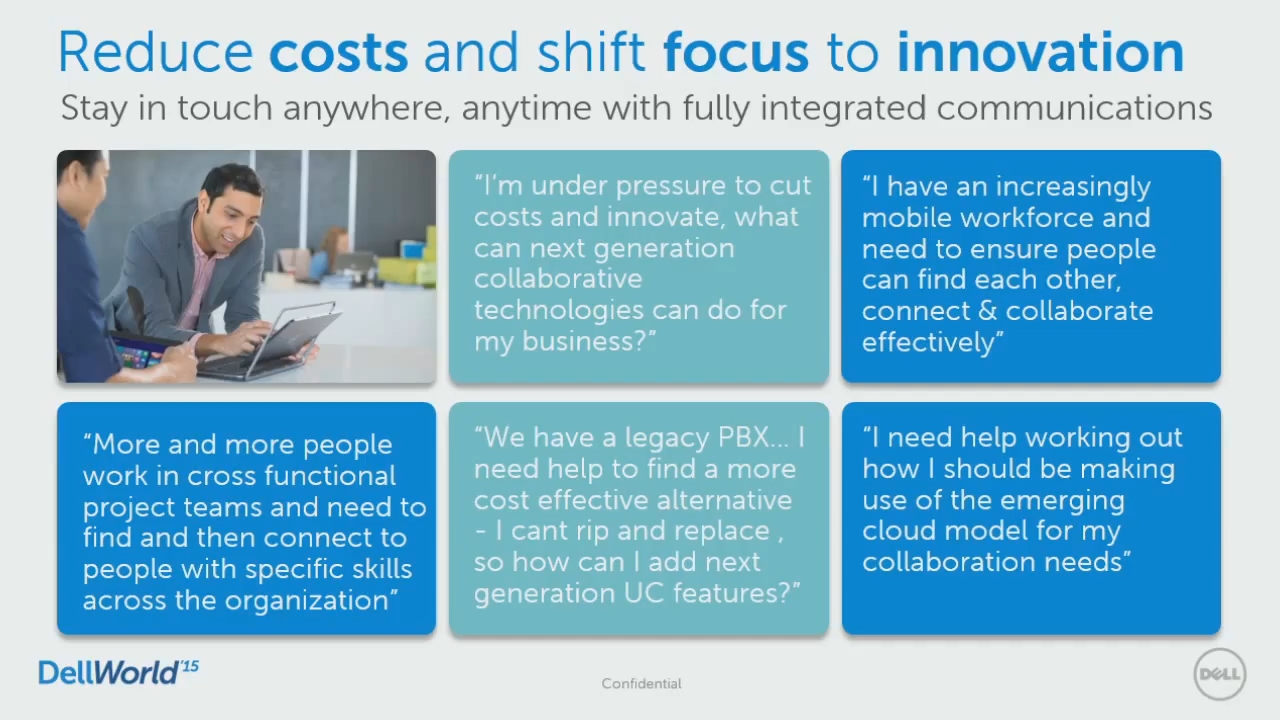 Reduce costs and shift focus to innovation
Stay in touch anywhere, anytime with fully integrated communications
“I’m under pressure to cut
costs and innovate, what
can next generation
collaborative
technologies can do for
my business?”
“I have an increasingly
mobile workforce and
need to ensure people
can find each other,
connect & collaborate
effectively”
“More and more people
work in cross functional
project teams and need to
find and then connect to
people with specific skills
across the organization”
“We have a legacy PBX... I
need help to find a more
cost effective alternative
- I cant rip and replace ,
so how can I add next
generation UC features?”
“I need help working out
how I should be making
use of the emerging
cloud model for my
collaboration needs”
DellWorld’15
Confidential
DELL